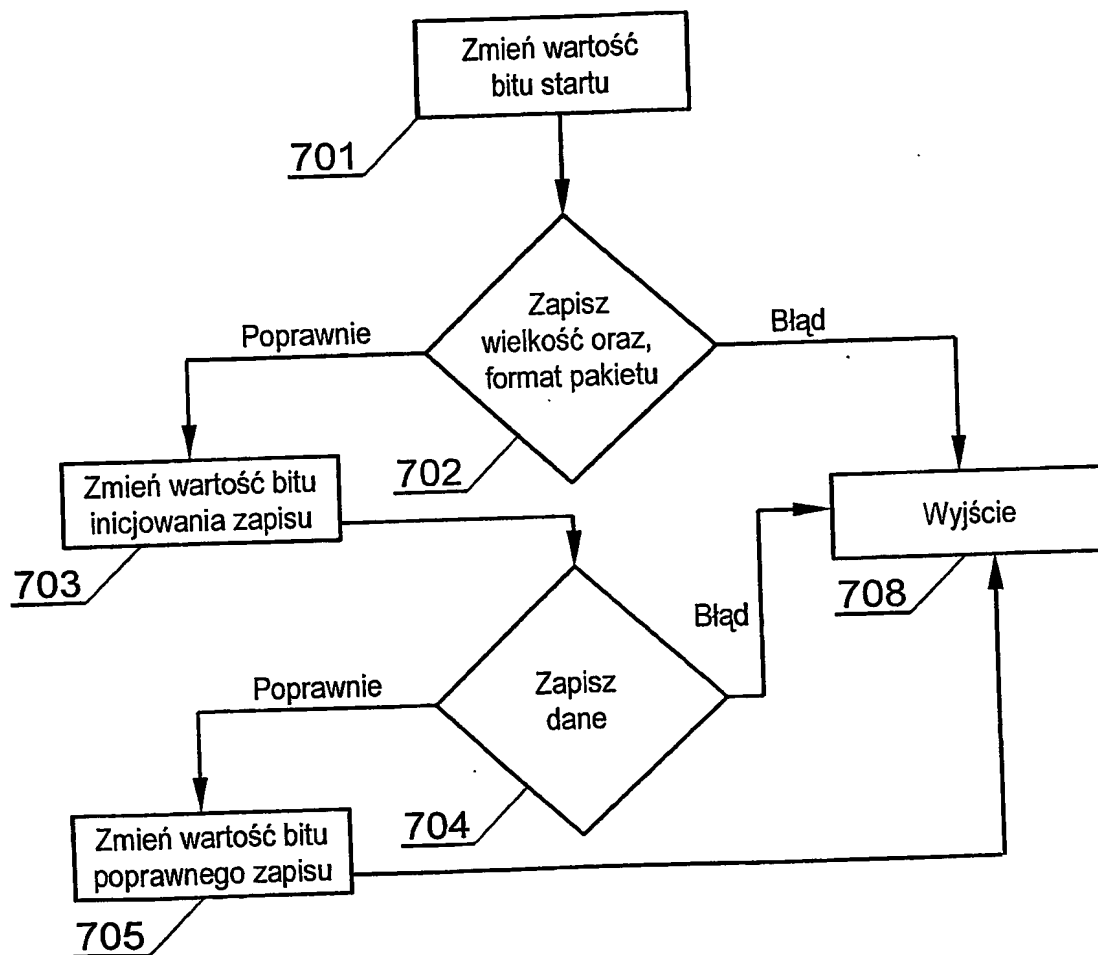 Zmień wartość
bitu startu
701
Zapisz
wielkość oraz,
format pakietu
Poprawnie
Błąd
702
Zmień wartość bitu
inicjowania zapisu
703
Wyjście
708
Błąd
Zapisz
dane
Poprawnie
704
Zmień wartość bitu
poprawnego zapisu
705